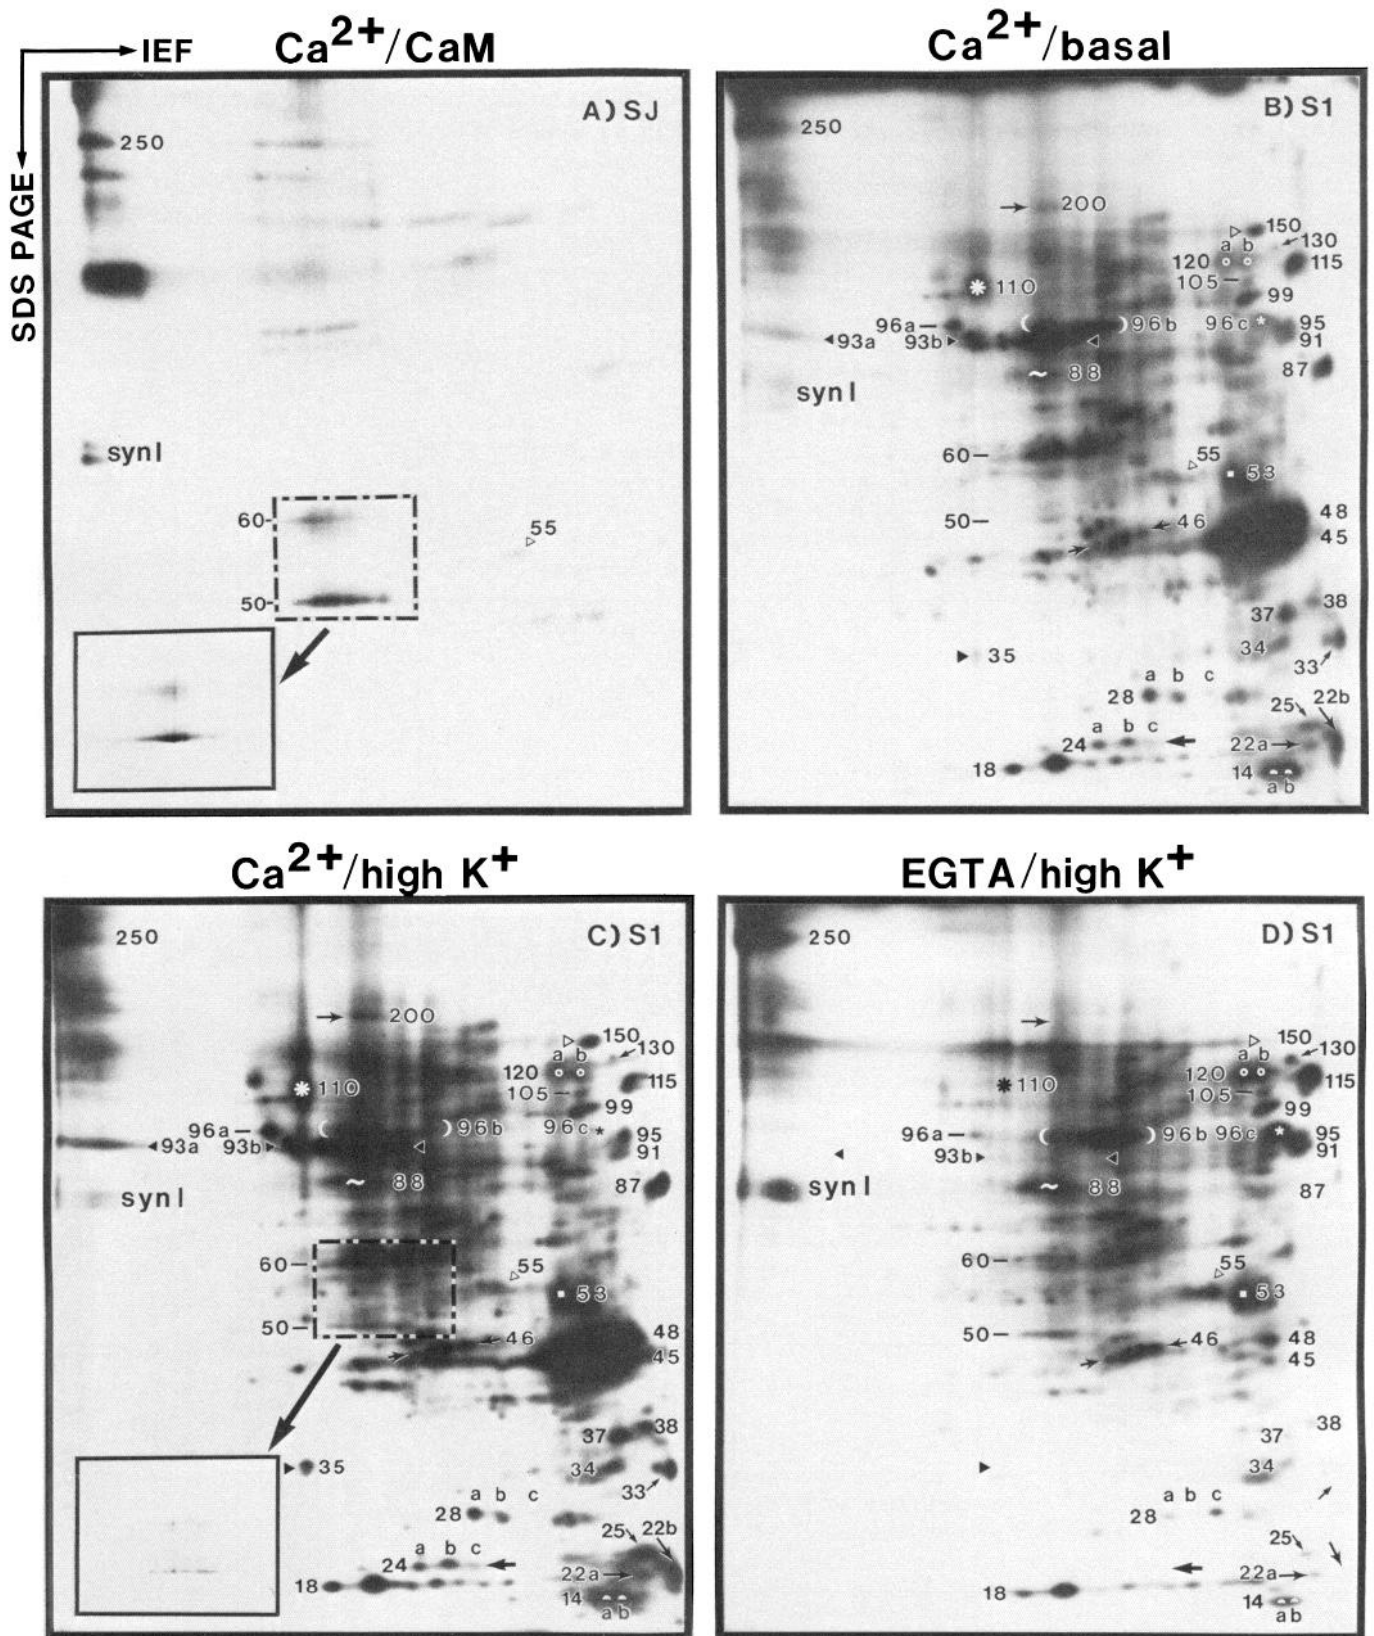 IEF
SDS PAGE
Ca2+/CaM
A) SJ
250
syn I
60-
55
50-
Ca2+/basal
B) S1
250
200
150
a b
130
120
115
110
105
99
96a
96b
96c
95
93a
93b
91
88
87
syn I
60
55
53
50
46
48
45
37
38
35
34
33
a b c
28
25
22b
a b c
24
22a
18
14
a b
Ca2+/high K+
C) S1
250
200
150
a b
130
120
115
110
105
99
96a
96b
96c
95
93a
93b
91
88
87
syn I
60
55
53
50
46
48
45
37
38
35
34
33
a b c
28
25
22b
a b c
24
22a
18
14
a b
EGTA/high K+
D) S1
250
150
a b
130
120
115
110
105
99
96a
96b
96c
95
93b
91
syn I
88
87
60
55
53
50
46
48
45
38
37
34
a b c
28
25
22a
18
14
ab